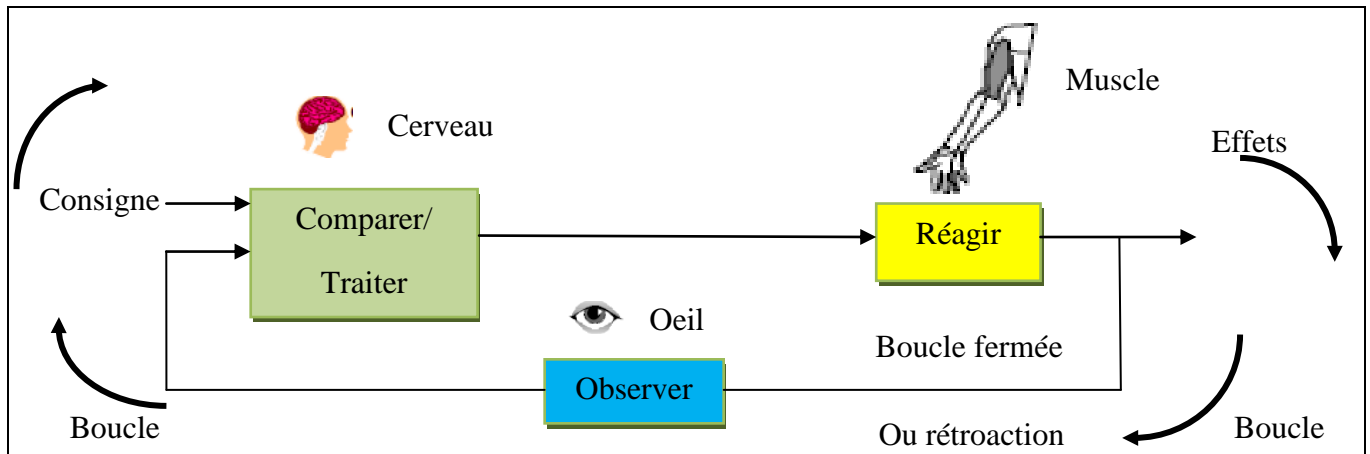 Muscle
Cerveau
Effets
Consigne
Comparer/
Traiter
Réagir
Oeil
Boucle fermée
Observer
Boucle
Ou rétroaction
Boucle